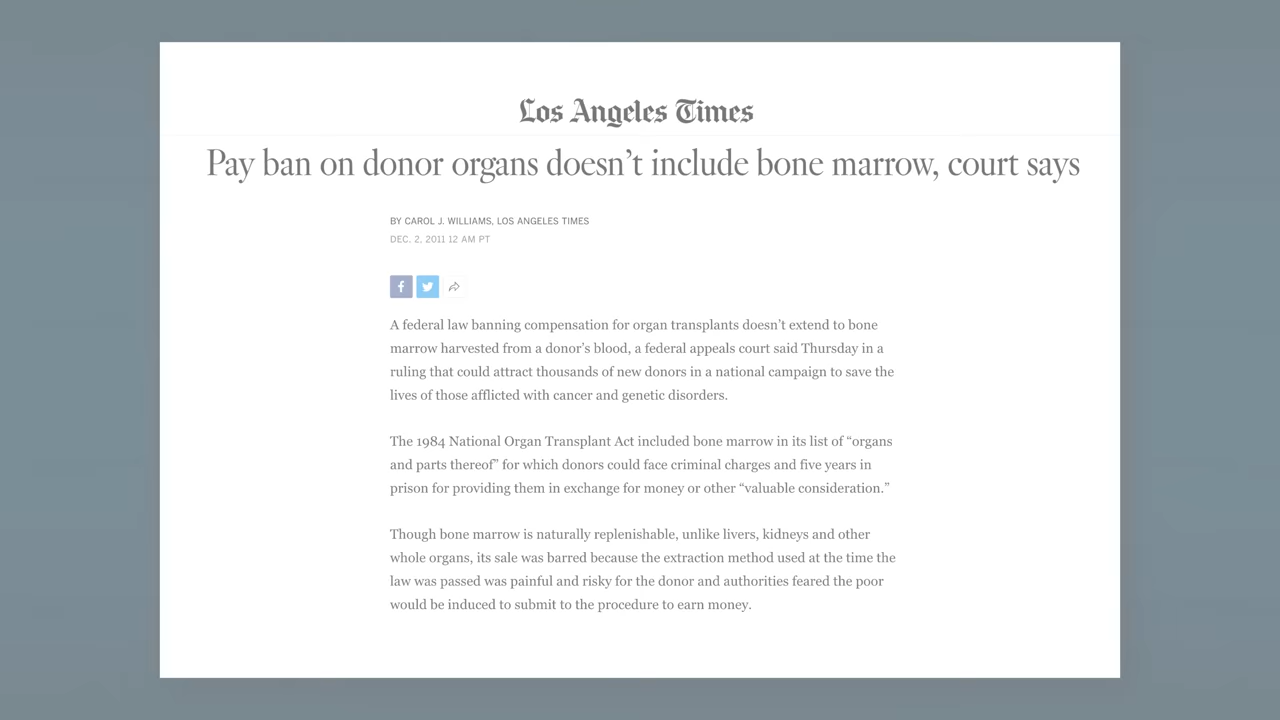 Los Angeles Times
Pay ban on donor organs doesn’t include bone marrow, court says
BY CAROL J. WILLIAMS, LOS ANGELES TIMES
DEC. 2, 2011 12 AM PT
A federal law banning compensation for organ transplants doesn’t extend to bone
marrow harvested from a donor’s blood, a federal appeals court said Thursday in a
ruling that could attract thousands of new donors in a national campaign to save the
lives of those afflicted with cancer and genetic disorders.
The 1984 National Organ Transplant Act included bone marrow in its list of “organs
and parts thereof” for which donors could face criminal charges and five years in
prison for providing them in exchange for money or other “valuable consideration.”
Though bone marrow is naturally replenishable, unlike livers, kidneys and other
whole organs, its sale was barred because the extraction method used at the time the
law was passed was painful and risky for the donor and authorities feared the poor
would be induced to submit to the procedure to earn money.